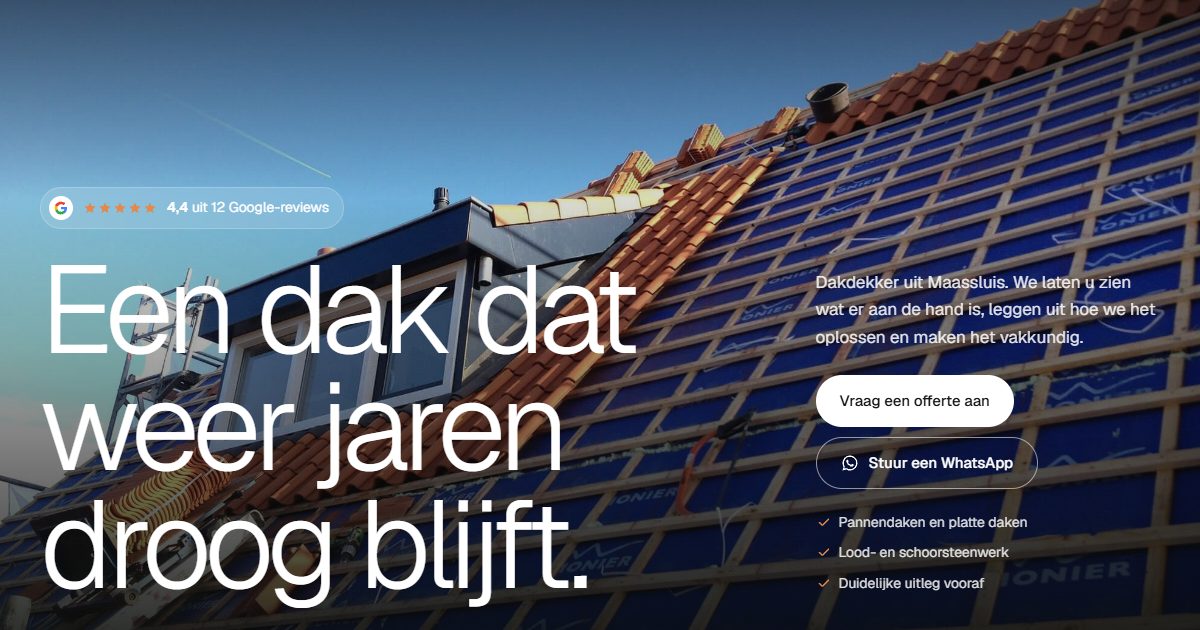 4,4 uit 12 Google-reviews
Een dak dat
weer jaren
droog blijft.
Dakdekker uit Maassluis. We laten u zien
wat er aan de hand is, leggen uit hoe we het
oplossen en maken het vakkundig.
Vraag een offerte aan
Stuur een WhatsApp
Pannendaken en platte daken
Lood- en schoorsteenwerk
Duidelijke uitleg vooraf
IONIER